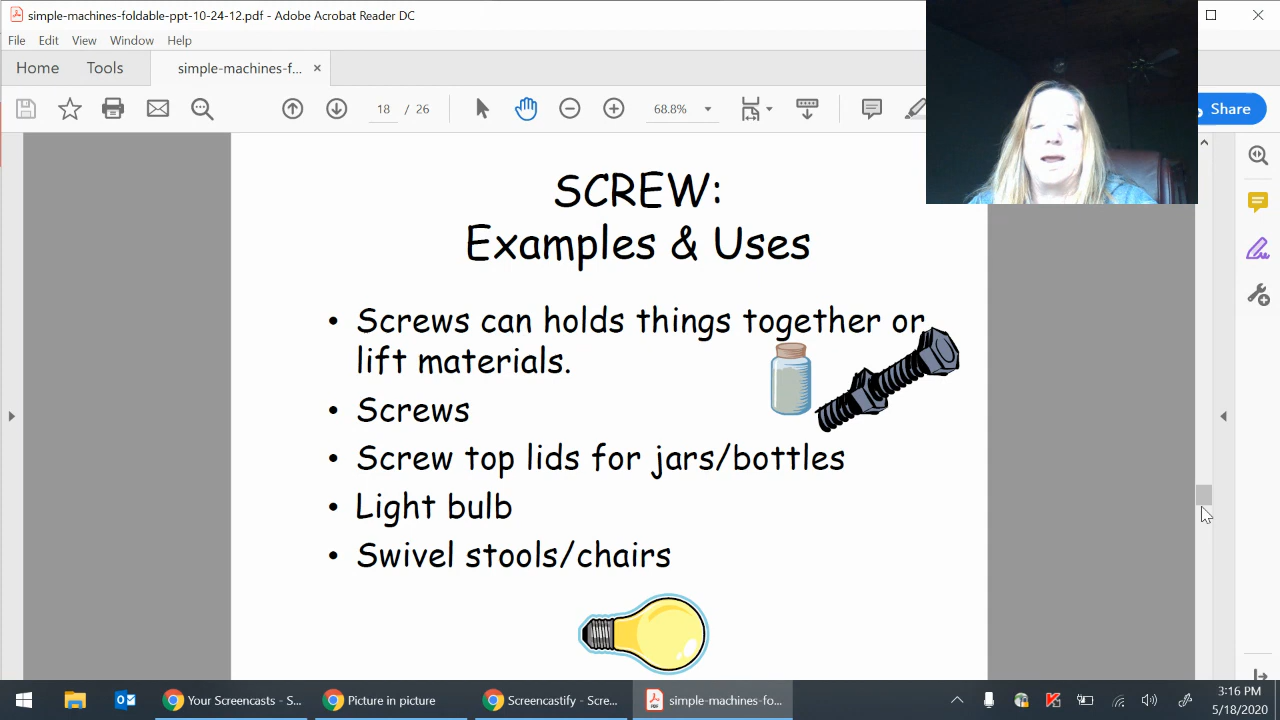 simple-machines-foldable-ppt-10-24-12.pdf - Adobe Acrobat Reader DC
File Edit View Window Help
Home Tools simple-machines-f... ×
18 / 26 68.8% Share
SCREW:
Examples & Uses
• Screws can holds things together or
lift materials.
• Screws
• Screw top lids for jars/bottles
• Light bulb
• Swivel stools/chairs
Your Screencasts - S... Picture in picture Screencastify - Scre... simple-machines-fo...
3:16 PM
5/18/2020